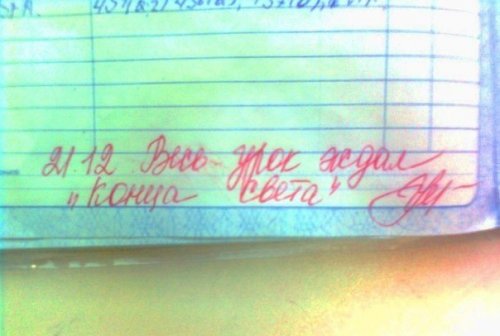 21.12 Весь урок ждал
"Конца света"